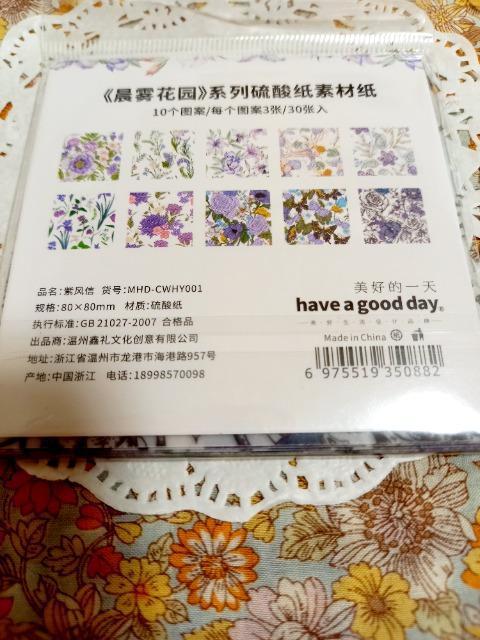 《晨雾花园》系列硫酸纸素材纸
10个图案/每个图案3张/30张入
品名:紫风信 货号:MHD-CWHY001
规格:80×80mm 材质:硫酸纸
执行标准:GB 21027-2007 合格品
出品商:温州鑫礼文化创意有限公司
地址:浙江省温州市龙港市海港路957号
产地:中国浙江 电话:18998570098
美好的一天
have a good day®
Made in China
6 975519 350882